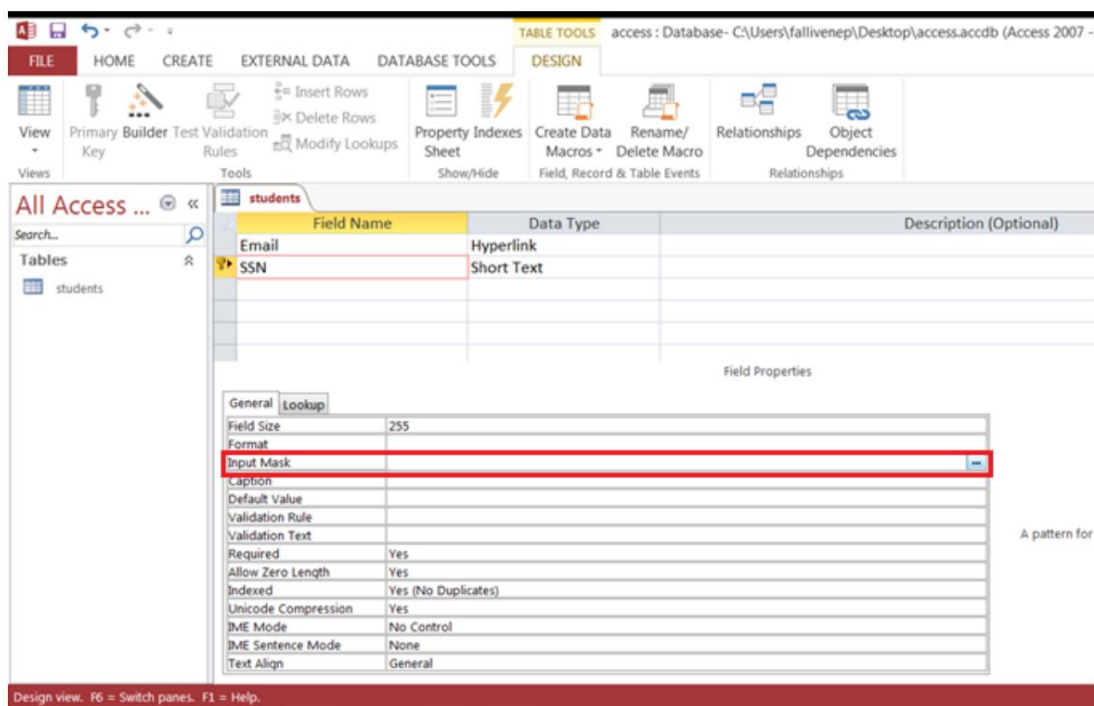 TABLE TOOLS access : Database- C:\Users\fallivenep\Desktop\access.accdb (Access 2007 -
FILE HOME CREATE EXTERNAL DATA DATABASE TOOLS DESIGN
View
Primary Key
Builder
Test Validation Rules
Insert Rows
Delete Rows
Modify Lookups
Property Sheet
Indexes
Create Data Macros
Rename/ Delete Macro
Relationships
Object Dependencies
Views
Tools
Show/Hide
Field, Record & Table Events
Relationships
All Access ... «
Search...
Tables
students
students
Field Name Data Type Description (Optional)
Email Hyperlink
SSN Short Text
Field Properties
General Lookup
Field Size 255
Format
Input Mask ...
Caption
Default Value
Validation Rule
Validation Text
Required Yes
Allow Zero Length Yes
Indexed Yes (No Duplicates)
Unicode Compression Yes
IME Mode No Control
IME Sentence Mode None
Text Align General
A pattern for
Design view. F6 = Switch panes. F1 = Help.